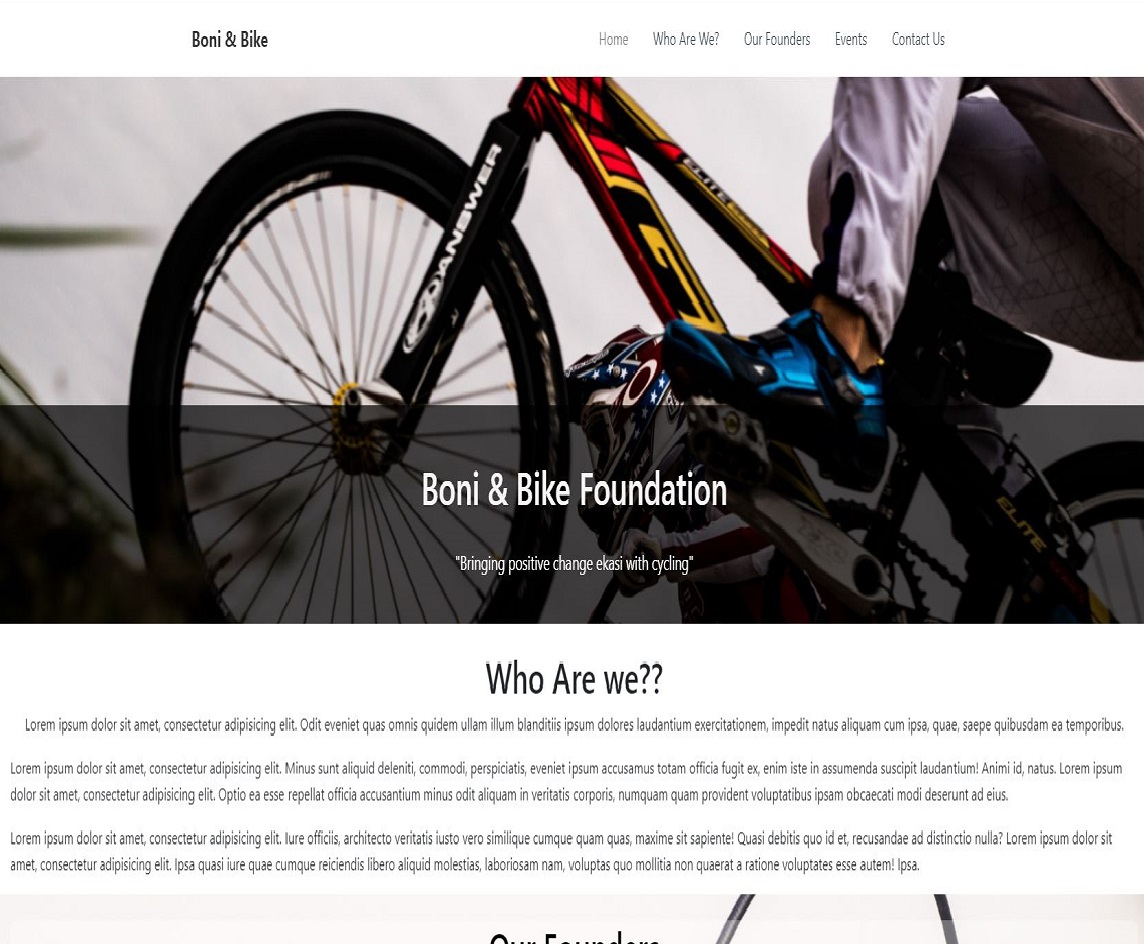 Boni & Bike
Home Who Are We? Our Founders Events Contact Us
ANSWER
ELITE
ELITE
Boni & Bike Foundation
"Bringing positive change ekasi with cycling"
Who Are we??
Lorem ipsum dolor sit amet, consectetur adipisicing elit. Odit eveniet quas omnis quidem ullam illum blanditiis ipsum dolores laudantium exercitationem, impedit natus aliquam cum ipsa, quae, saepe quibusdam ea temporibus.
Lorem ipsum dolor sit amet, consectetur adipisicing elit. Minus sunt aliquid deleniti, commodi, perspiciatis, eveniet ipsum accusamus totam officia fugit ex, enim iste in assumenda suscipit laudantium! Animi id, natus. Lorem ipsum
dolor sit amet, consectetur adipisicing elit. Optio ea esse repellat officia accusantium minus odit aliquam in veritatis corporis, numquam quam provident voluptatibus ipsam obcaecati modi deserunt ad eius.
Lorem ipsum dolor sit amet, consectetur adipisicing elit. Iure officiis, architecto veritatis iusto vero similique cumque quam quas, maxime sit sapiente! Quasi debitis quo id et, recusandae ad distinctio nulla? Lorem ipsum dolor sit
amet, consectetur adipisicing elit. Ipsa quasi iure quae cumque reiciendis libero aliquid molestias, laboriosam nam, voluptas quo mollitia non quaerat a ratione voluptates esse autem! Ipsa.
Our Founders